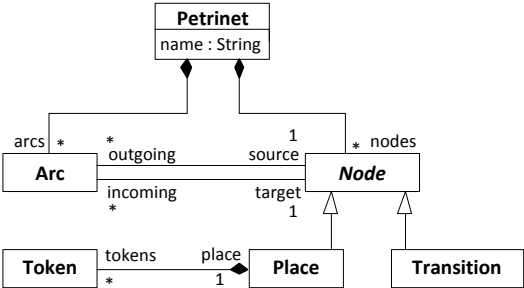 Petrinet
name : String
arcs * * 1 * nodes
outgoing source
Arc Node
incoming target
* 1
tokens place
Token Place Transition
* 1